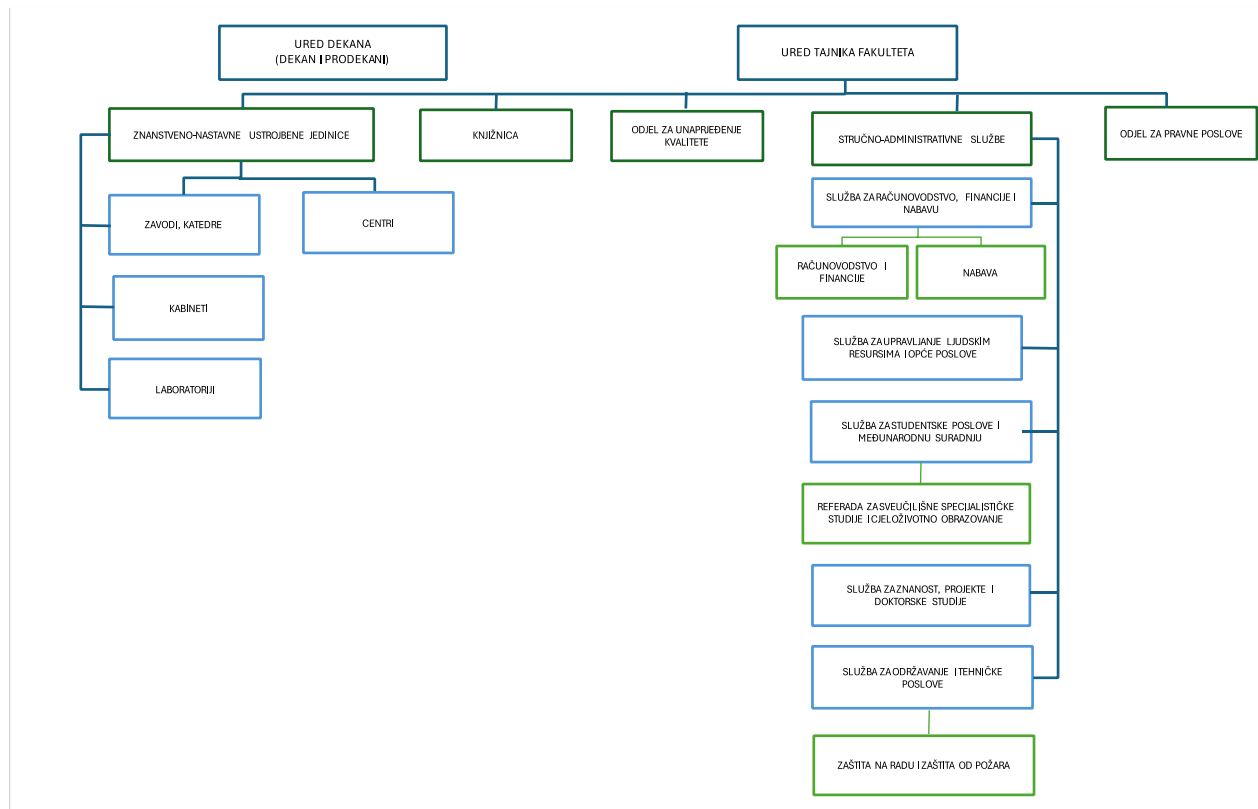 URED DEKANA
(DEKAN I PRODEKANI)
URED TAJNIKA FAKULTETA
ZNANSTVENO-NASTAVNE USTROJBENE JEDINICE
KNJIŽNICA
ODJEL ZA UNAPRJEĐENJE
KVALITETE
STRUČNO-ADMINISTRATIVNE SLUŽBE
ODJEL ZA PRAVNE POSLOVE
ZAVODI, KATEDRE
CENTRI
KABINETI
LABORATORIJI
SLUŽBA ZA RAČUNOVODSTVO, FINANCIJE I
NABAVU
RAČUNOVODSTVO I
FINANCIJE
NABAVA
SLUŽBA ZA UPRAVLJANJE LJUDSKIM
RESURSIMA I OPĆE POSLOVE
SLUŽBA ZA STUDENTSKE POSLOVE I
MEĐUNARODNU SURADNJU
REFERADA ZA SVEUČILIŠNE SPECIJALISTIČKE
STUDIJE I CJELOŽIVOTNO OBRAZOVANJE
SLUŽBA ZA ZNANOST, PROJEKTE I
DOKTORSKE STUDIJE
SLUŽBA ZA ODRŽAVANJE I TEHNIČKE
POSLOVE
ZAŠTITA NA RADU I ZAŠTITA OD POŽARA